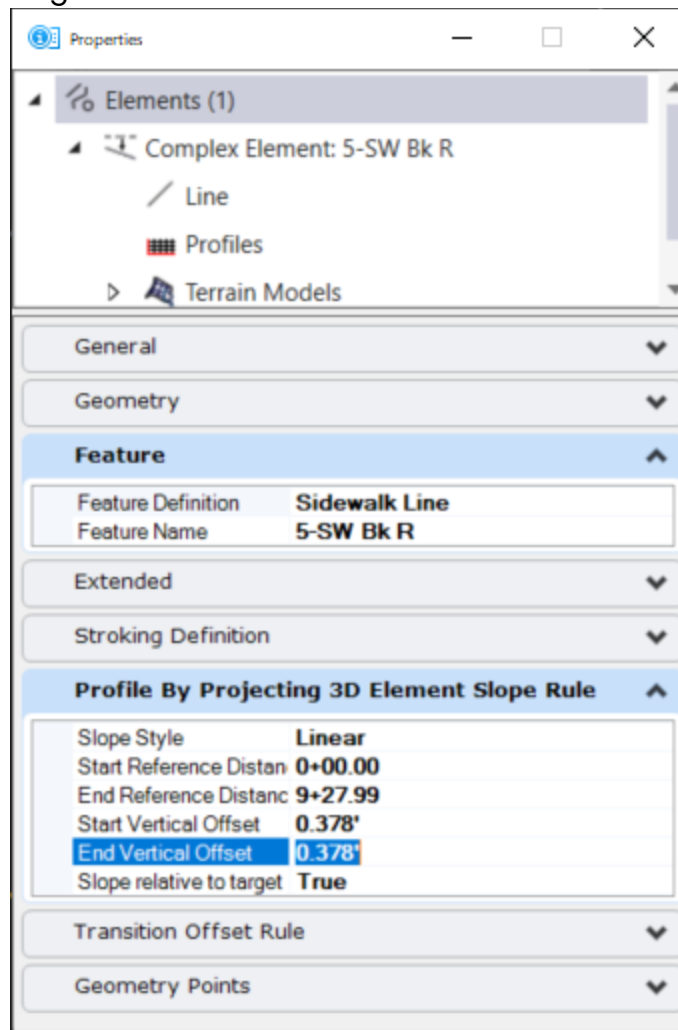 Properties
Elements (1)
Complex Element: 5-SW Bk R
Line
Profiles
Terrain Models
General
Geometry
Feature
Feature Definition Sidewalk Line
Feature Name 5-SW Bk R
Extended
Stroking Definition
Profile By Projecting 3D Element Slope Rule
Slope Style Linear
Start Reference Distan 0+00.00
End Reference Distanc 9+27.99
Start Vertical Offset 0.378'
End Vertical Offset 0.378'
Slope relative to target True
Transition Offset Rule
Geometry Points